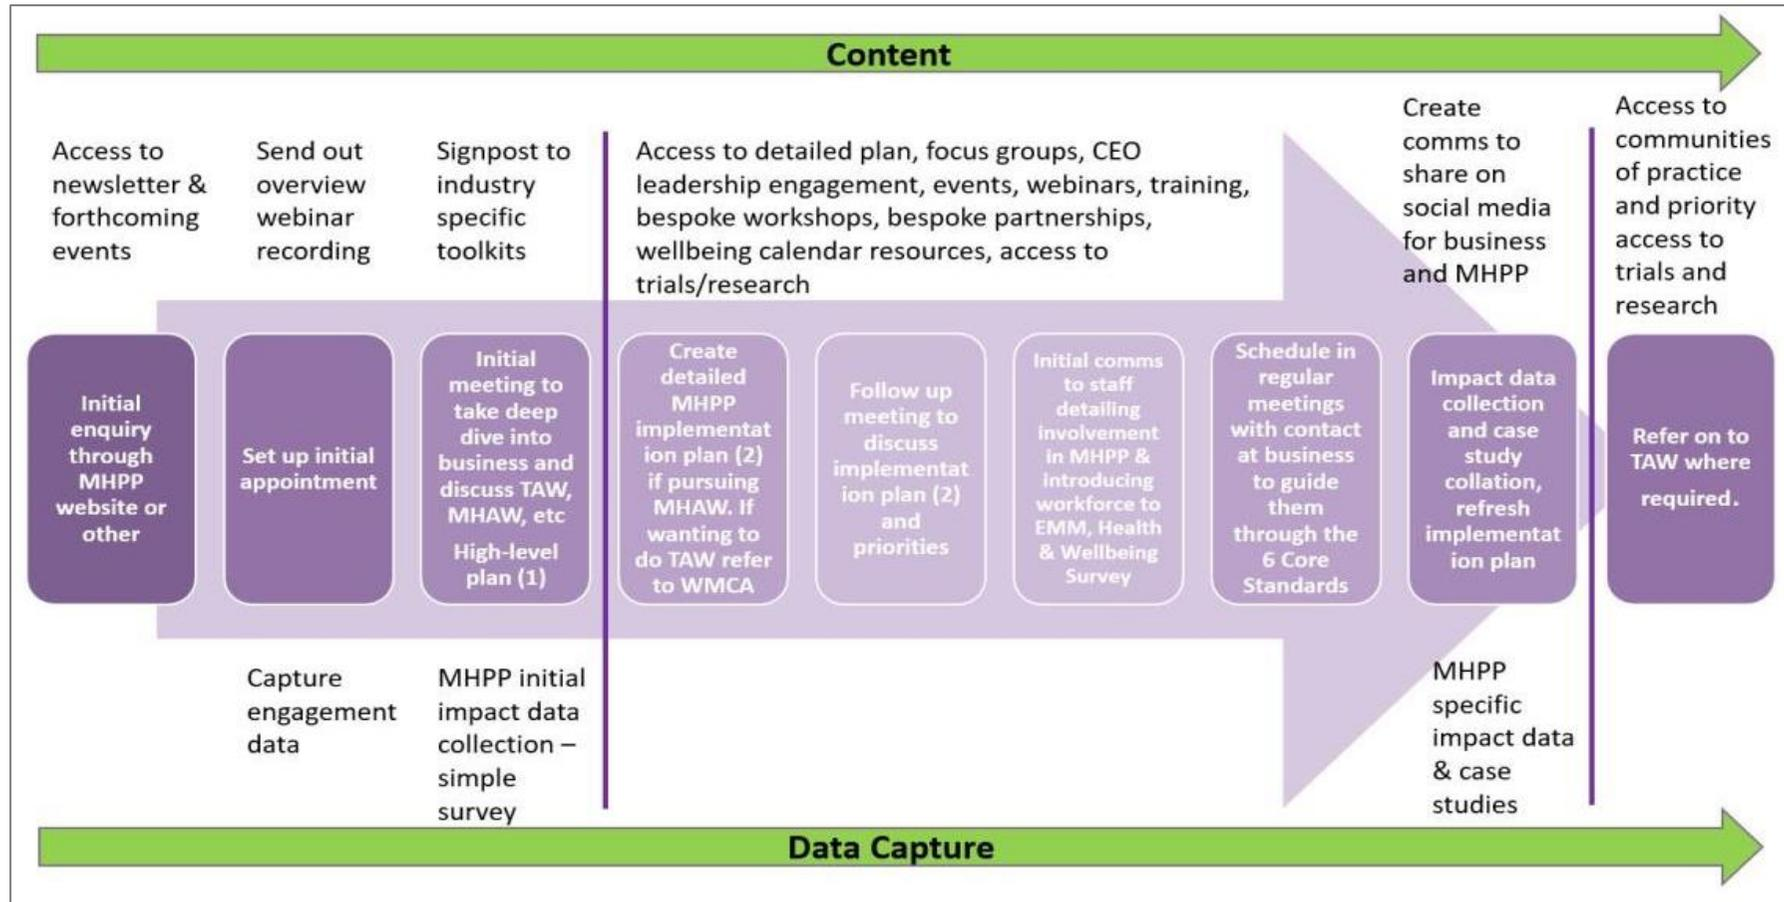 Content
Access to
newsletter &
forthcoming
events
Send out
overview
webinar
recording
Signpost to
industry
specific
toolkits
Access to detailed plan, focus groups, CEO
leadership engagement, events, webinars, training,
bespoke workshops, bespoke partnerships,
wellbeing calendar resources, access to
trials/research
Create
comms to
share on
social media
for business
and MHPP
Access to
communities
of practice
and priority
access to
trials and
research
Initial
enquiry
through
MHPP
website or
other
Set up initial
appointment
Initial
meeting to
take deep
dive into
business and
discuss TAW,
MHAW, etc
High-level
plan (1)
Create
detailed
MHPP
implementat
ion plan (2)
if pursuing
MHAW. If
wanting to
do TAW refer
to WMCA
Follow up
meeting to
discuss
implementat
ion plan (2)
and
priorities
Initial comms
to staff
detailing
involvement
in MHPP &
introducing
workforce to
EMM, Health
& Wellbeing
Survey
Schedule in
regular
meetings
with contact
at business
to guide
them
through the
6 Core
Standards
Impact data
collection
and case
study
collation,
refresh
implementat
ion plan
Refer on to
TAW where
required.
Capture
engagement
data
MHPP initial
impact data
collection –
simple
survey
MHPP
specific
impact data
& case
studies
Data Capture